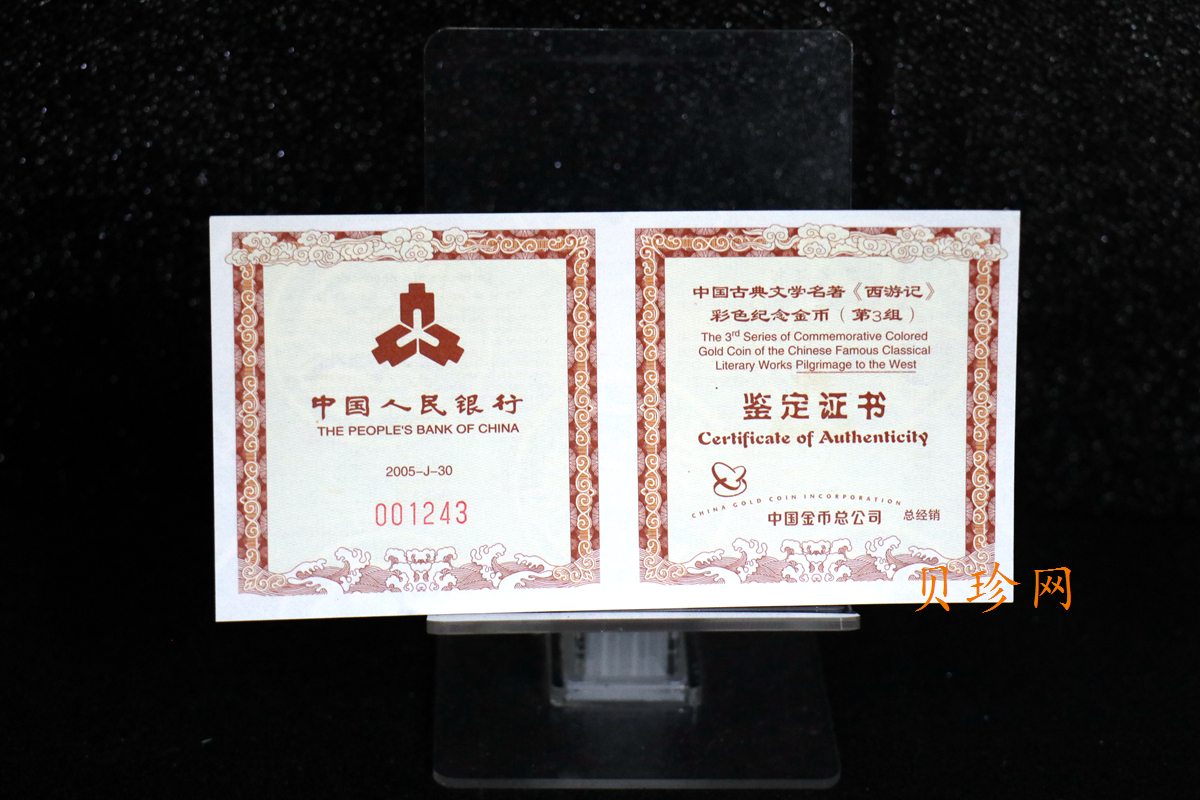 中国人民银行
THE PEOPLE'S BANK OF CHINA
2005-J-30
001243
中国古典文学名著《西游记》
彩色纪念金币（第3组）
The 3rd Series of Commemorative Colored
Gold Coin of the Chinese Famous Classical
Literary Works Pilgrimage to the West
鉴定证书
Certificate of Authenticity
CHINA GOLD COIN INCORPORATION
中国金币总公司 总经销
贝珍网